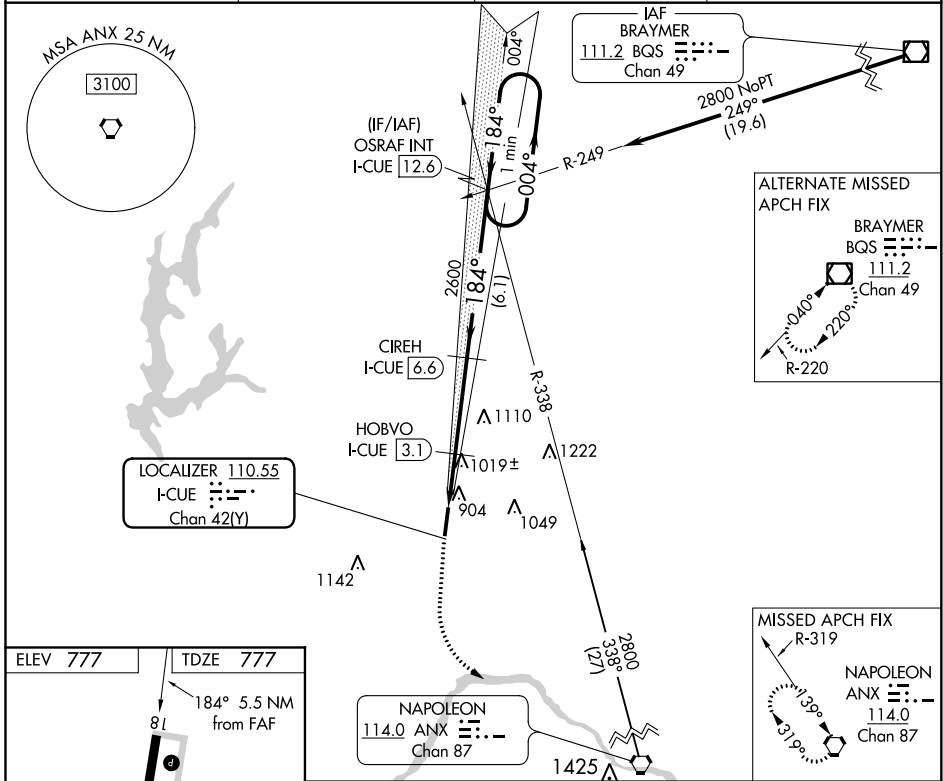 MSA ANX 25 NM
3100
IAF
BRAYMER
111.2 BQS
Chan 49
2800 NoPT
249°
(19.6)
R-249
004°
184°
1 min
004°
(IF/IAF)
OSRAF INT
I-CUE 12.6
2600
184°
(6.1)
CIREH
I-CUE 6.6
HOBVO
I-CUE 3.1
R-338
1110
1222
1019±
904
1049
1142
LOCALIZER 110.55
I-CUE
Chan 42(Y)
ALTERNATE MISSED
APCH FIX
BRAYMER
BQS
111.2
Chan 49
040°
220°
R-220
2800
338°
(27)
NAPOLEON
114.0 ANX
Chan 87
1425
MISSED APCH FIX
R-319
NAPOLEON
ANX
114.0
Chan 87
139°
319°
ELEV 777
TDZE 777
184° 5.5 NM
from FAF
18
P